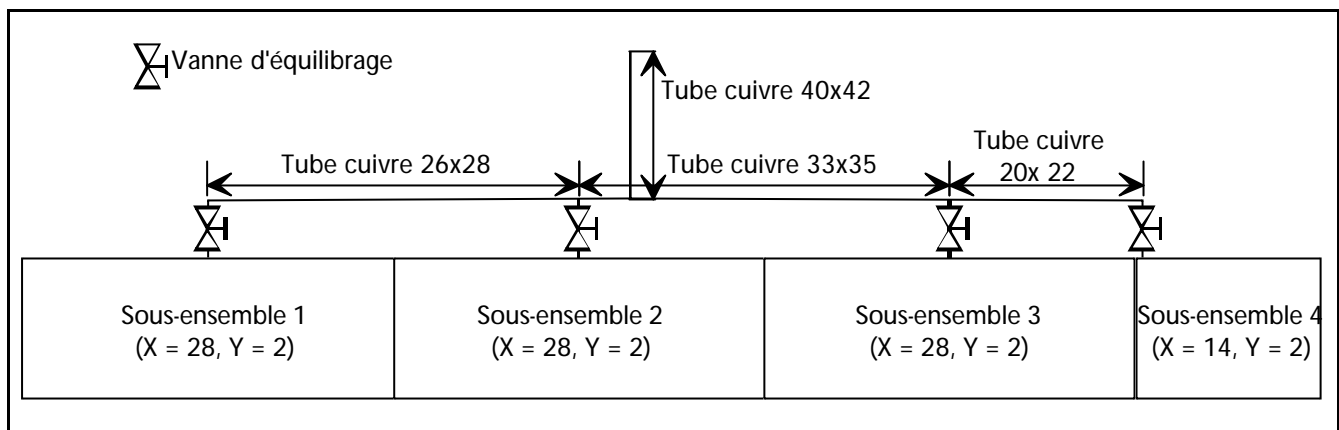 Vanne d'équilibrage
Tube cuivre 40x42
Tube cuivre 26x28
Tube cuivre 33x35
Tube cuivre
20x 22
Sous-ensemble 1
(X = 28, Y = 2)
Sous-ensemble 2
(X = 28, Y = 2)
Sous-ensemble 3
(X = 28, Y = 2)
Sous-ensemble 4
(X = 14, Y = 2)